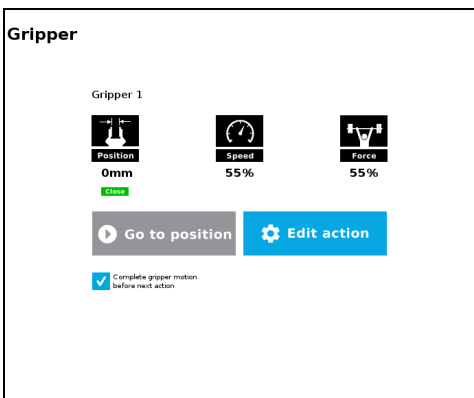 Gripper
Gripper 1
Position
Speed
Force
0mm
55%
55%
Close
Go to position
Edit action
Complete gripper motion
before next action